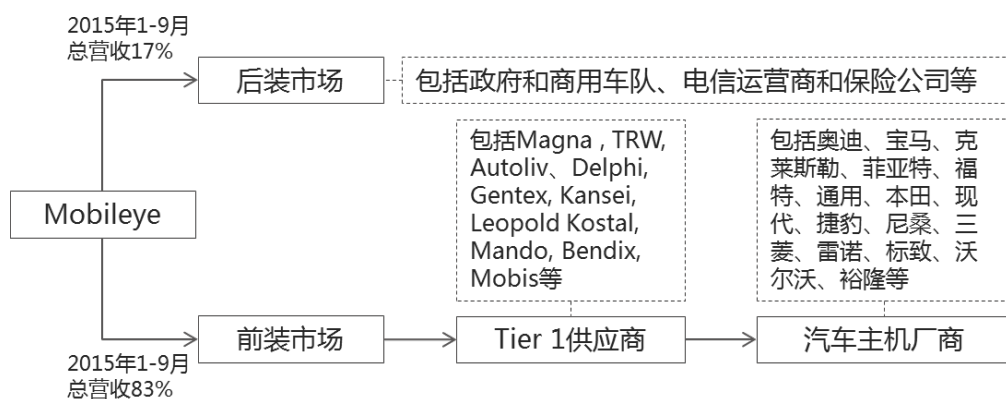 2015年1-9月
总营收17%
后装市场
包括政府和商用车队、电信运营商和保险公司等
包括Magna , TRW,
Autoliv、Delphi,
Gentex, Kansei,
Leopold Kostal,
Mando, Bendix,
Mobis等
包括奥迪、宝马、克
莱斯勒、菲亚特、福
特、通用、本田、现
代、捷豹、尼桑、三
菱、雷诺、标致、沃
尔沃、裕隆等
Mobileye
前装市场
Tier 1供应商
汽车主机厂商
2015年1-9月
总营收83%